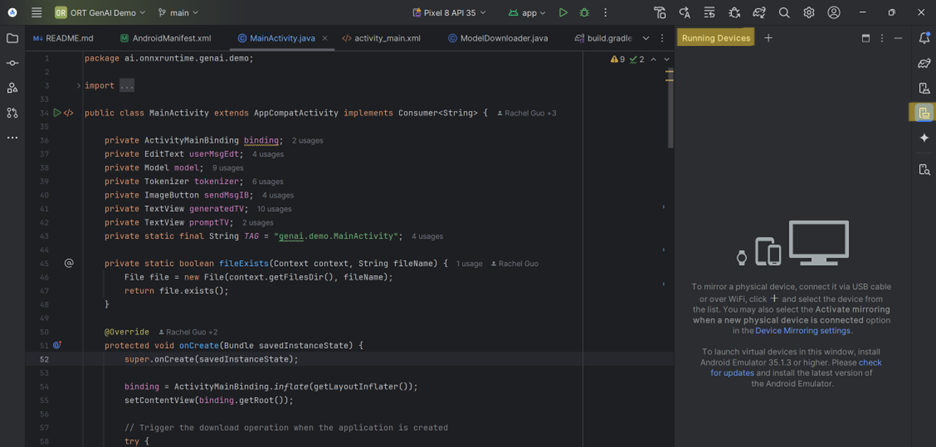 OR ORT GenAI Demo main Pixel 8 API 35 app
README.md AndroidManifest.xml MainActivity.java activity_main.xml ModelDownloader.java build.gradle Running Devices
1 package ai.onnxruntime.genai.demo; 9 2
2
3 import ...
33
34 public class MainActivity extends AppCompatActivity implements Consumer<String> { Rachel Guo +3
35
36 private ActivityMainBinding binding; 2 usages
37 private EditText userMsgEdt; 4 usages
38 private Model model; 9 usages
39 private Tokenizer tokenizer; 6 usages
40 private ImageButton sendMsgIB; 4 usages
41 private TextView generatedTV; 10 usages
42 private TextView promptTV; 2 usages
43 private static final String TAG = "genai.demo.MainActivity"; 4 usages
44
45 private static boolean fileExists(Context context, String fileName) { 1 usage Rachel Guo
46 File file = new File(context.getFilesDir(), fileName);
47 return file.exists();
48 }
49
50 @Override Rachel Guo +2
51 protected void onCreate(Bundle savedInstanceState) {
52 super.onCreate(savedInstanceState);
53
54 binding = ActivityMainBinding.inflate(getLayoutInflater());
55 setContentView(binding.getRoot());
56
57 // Trigger the download operation when the application is created
58 try {
To mirror a physical device, connect it via USB cable
or over WiFi, click + and select the device from
the list. You may also select the Activate mirroring
when a new physical device is connected option
in the Device Mirroring settings.
To launch virtual devices in this window, install
Android Emulator 35.1.3 or higher. Please check
for updates and install the latest version of
the Android Emulator.